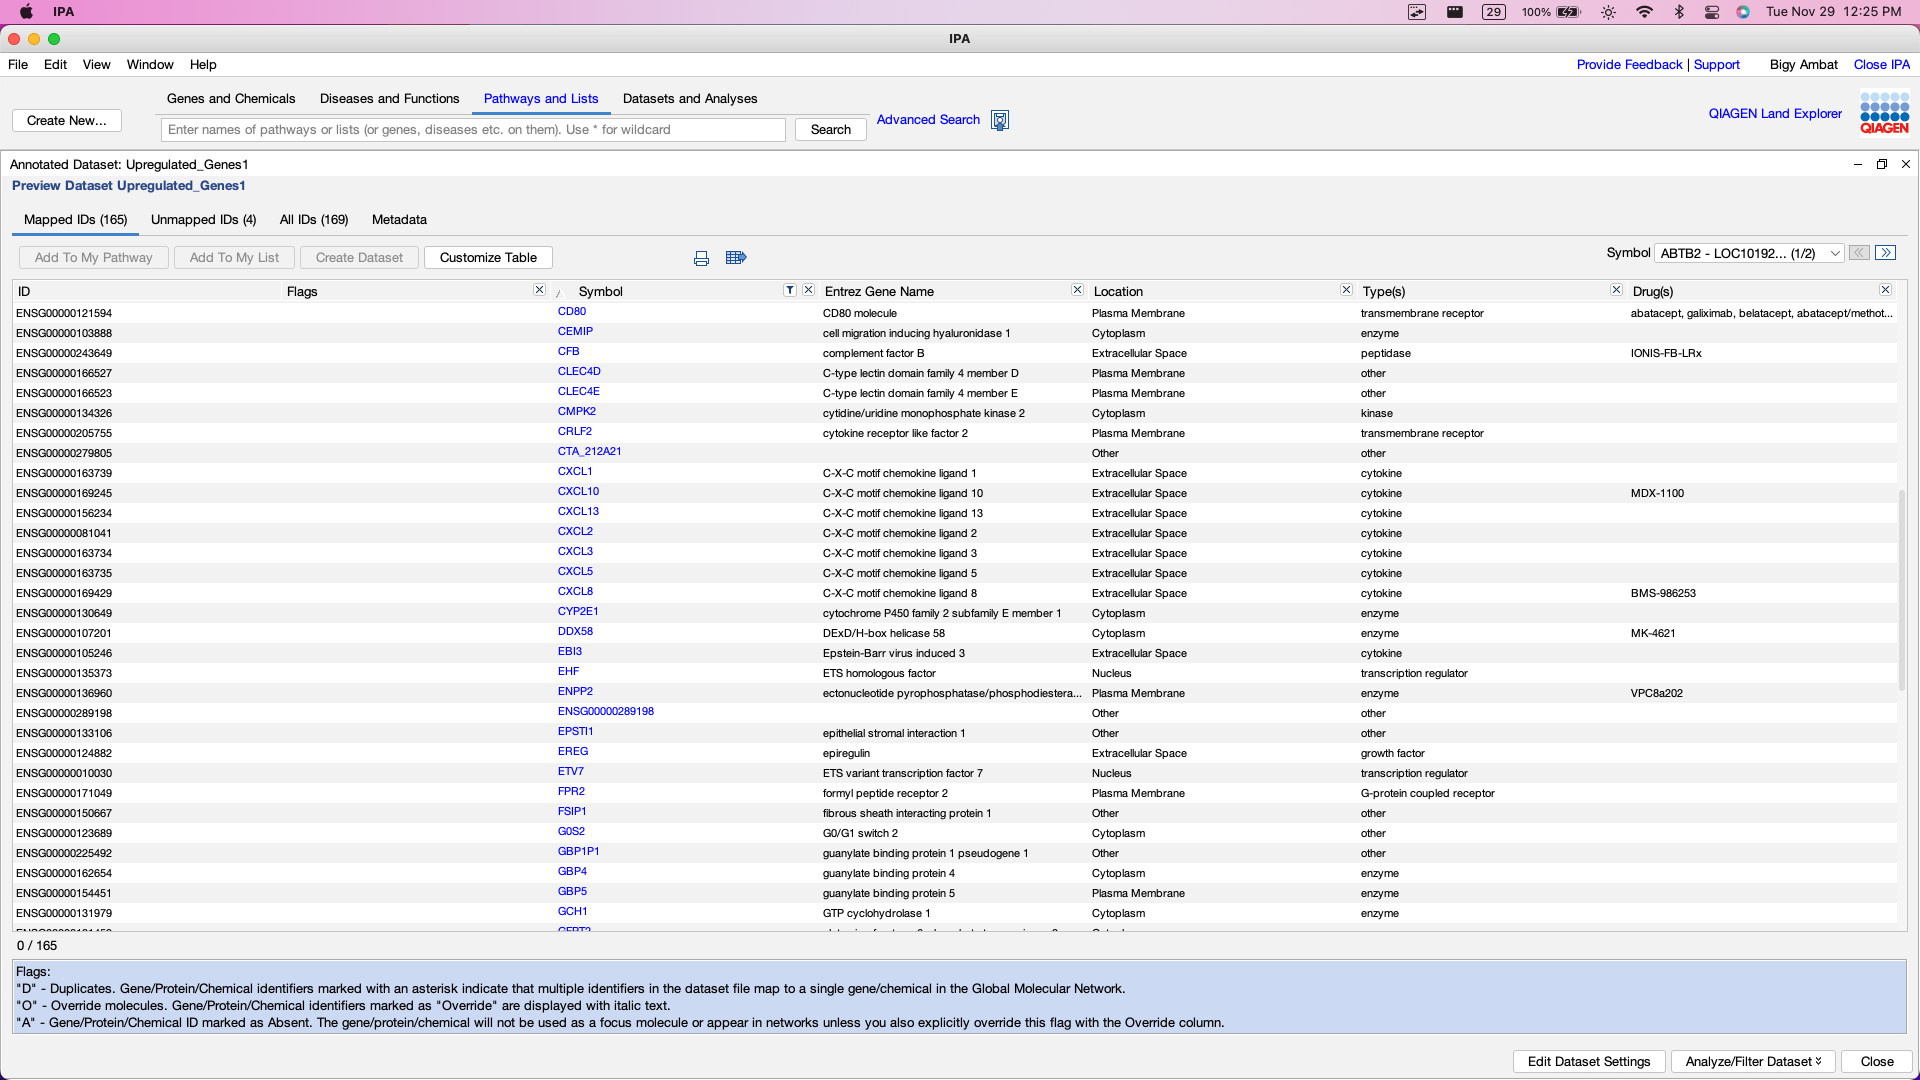 IPA
29 100% Tue Nov 29 12:25 PM
IPA
File Edit View Window Help
Provide Feedback | Support Bigy Ambat Close IPA
Genes and Chemicals Diseases and Functions Pathways and Lists Datasets and Analyses
Create New...
Enter names of pathways or lists (or genes, diseases etc. on them). Use * for wildcard
Search
Advanced Search
QIAGEN Land Explorer
QIAGEN
Annotated Dataset: Upregulated_Genes1
Preview Dataset Upregulated_Genes1
Mapped IDs (165) Unmapped IDs (4) All IDs (169) Metadata
Add To My Pathway Add To My List Create Dataset Customize Table
Symbol ABTB2 - LOC10192... (1/2)
ID Flags Symbol Entrez Gene Name Location Type(s) Drug(s)
ENSG00000121594 CD80 CD80 molecule Plasma Membrane transmembrane receptor abatacept, galiximab, belatacept, abatacept/methot...
ENSG00000103888 CEMIP cell migration inducing hyaluronidase 1 Cytoplasm enzyme
ENSG00000243649 CFB complement factor B Extracellular Space peptidase IONIS-FB-LRx
ENSG00000166527 CLEC4D C-type lectin domain family 4 member D Plasma Membrane other
ENSG00000166523 CLEC4E C-type lectin domain family 4 member E Plasma Membrane other
ENSG00000134326 CMPK2 cytidine/uridine monophosphate kinase 2 Cytoplasm kinase
ENSG00000205755 CRLF2 cytokine receptor like factor 2 Plasma Membrane transmembrane receptor
ENSG00000279805 CTA_212A21 Other other
ENSG00000163739 CXCL1 C-X-C motif chemokine ligand 1 Extracellular Space cytokine
ENSG00000169245 CXCL10 C-X-C motif chemokine ligand 10 Extracellular Space cytokine MDX-1100
ENSG00000156234 CXCL13 C-X-C motif chemokine ligand 13 Extracellular Space cytokine
ENSG00000081041 CXCL2 C-X-C motif chemokine ligand 2 Extracellular Space cytokine
ENSG00000163734 CXCL3 C-X-C motif chemokine ligand 3 Extracellular Space cytokine
ENSG00000163735 CXCL5 C-X-C motif chemokine ligand 5 Extracellular Space cytokine
ENSG00000169429 CXCL8 C-X-C motif chemokine ligand 8 Extracellular Space cytokine BMS-986253
ENSG00000130649 CYP2E1 cytochrome P450 family 2 subfamily E member 1 Cytoplasm enzyme
ENSG00000107201 DDX58 DExD/H-box helicase 58 Cytoplasm enzyme MK-4621
ENSG00000105246 EBI3 Epstein-Barr virus induced 3 Extracellular Space cytokine
ENSG00000135373 EHF ETS homologous factor Nucleus transcription regulator
ENSG00000136960 ENPP2 ectonucleotide pyrophosphatase/phosphodiestera... Plasma Membrane enzyme VPC8a202
ENSG00000289198 ENSG00000289198 Other other
ENSG00000133106 EPSTI1 epithelial stromal interaction 1 Other other
ENSG00000124882 EREG epiregulin Extracellular Space growth factor
ENSG00000010030 ETV7 ETS variant transcription factor 7 Nucleus transcription regulator
ENSG00000171049 FPR2 formyl peptide receptor 2 Plasma Membrane G-protein coupled receptor
ENSG00000150667 FSIP1 fibrous sheath interacting protein 1 Other other
ENSG00000123689 G0S2 G0/G1 switch 2 Cytoplasm other
ENSG00000225492 GBP1P1 guanylate binding protein 1 pseudogene 1 Other other
ENSG00000162654 GBP4 guanylate binding protein 4 Cytoplasm enzyme
ENSG00000154451 GBP5 guanylate binding protein 5 Plasma Membrane enzyme
ENSG00000131979 GCH1 GTP cyclohydrolase 1 Cytoplasm enzyme
0 / 165
Flags:
"D" - Duplicates. Gene/Protein/Chemical identifiers marked with an asterisk indicate that multiple identifiers in the dataset file map to a single gene/chemical in the Global Molecular Network.
"O" - Override molecules. Gene/Protein/Chemical identifiers marked as "Override" are displayed with italic text.
"A" - Gene/Protein/Chemical ID marked as Absent. The gene/protein/chemical will not be used as a focus molecule or appear in networks unless you also explicitly override this flag with the Override column.
Edit Dataset Settings Analyze/Filter Dataset Close